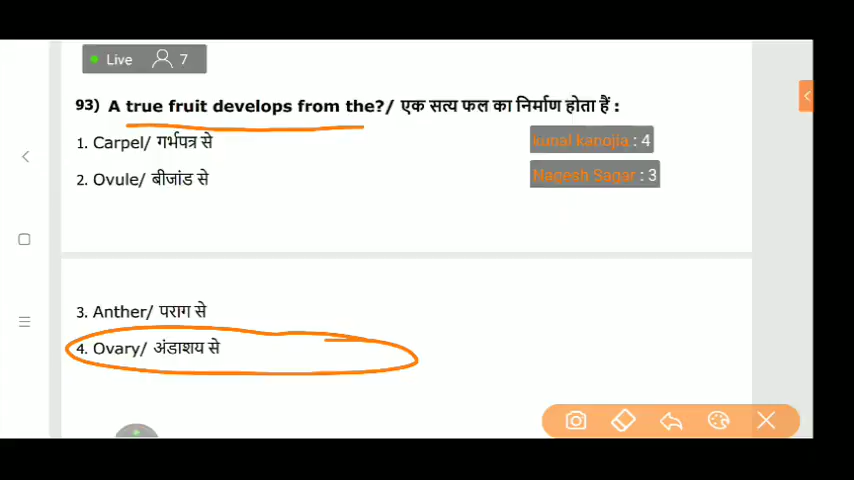 Live 7
93) A true fruit develops from the?/ एक सत्य फल का निर्माण होता हैं :
1. Carpel/ गर्भपत्र से
kunal kanojia : 4
2. Ovule/ बीजांड से
Nagesh Sagar : 3
3. Anther/ पराग से
4. Ovary/ अंडाशय से